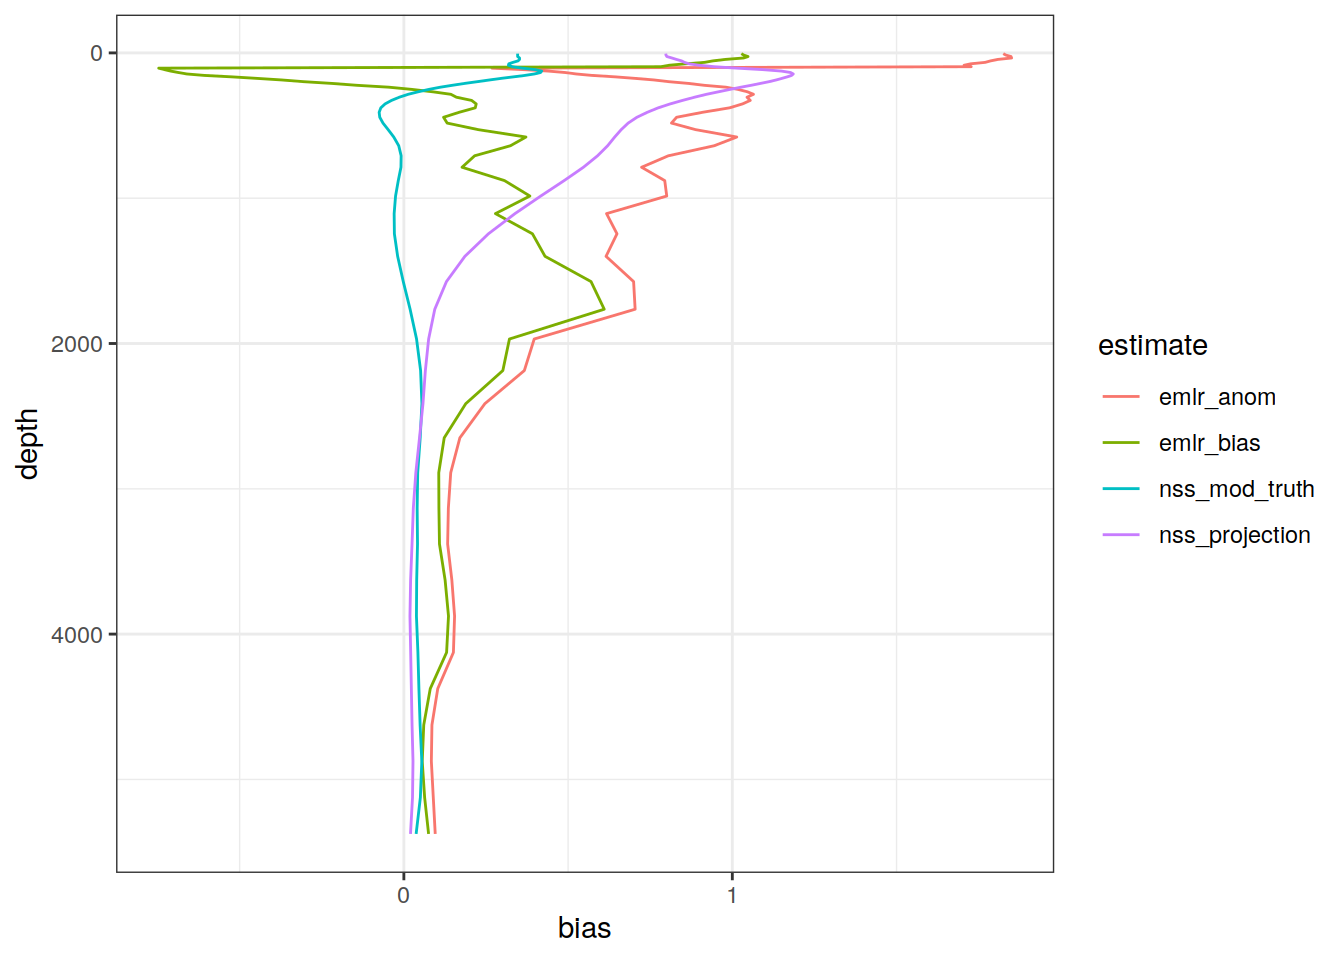 0
2000
4000
depth
0
1
bias
estimate
emlr_anom
emlr_bias
nss_mod_truth
nss_projection